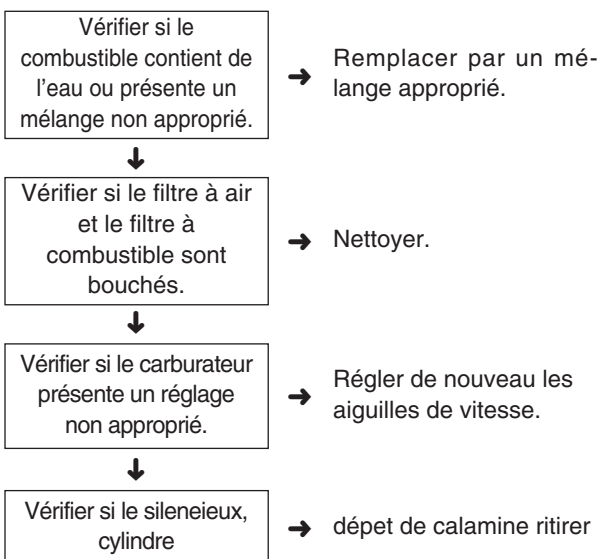 Vérifier si le
combustible contient de
l'eau ou présente un
mélange non approprié.
➜
Remplacer par un mé-
lange approprié.
Vérifier si le filtre à air
et le filtre à
combustible sont
bouchés.
➜
Nettoyer.
Vérifier si le carburateur
présente un réglage
non approprié.
➜
Régler de nouveau les
aiguilles de vitesse.
Vérifier si le sileneieux,
cylindre
➜
dépet de calamine ritirer